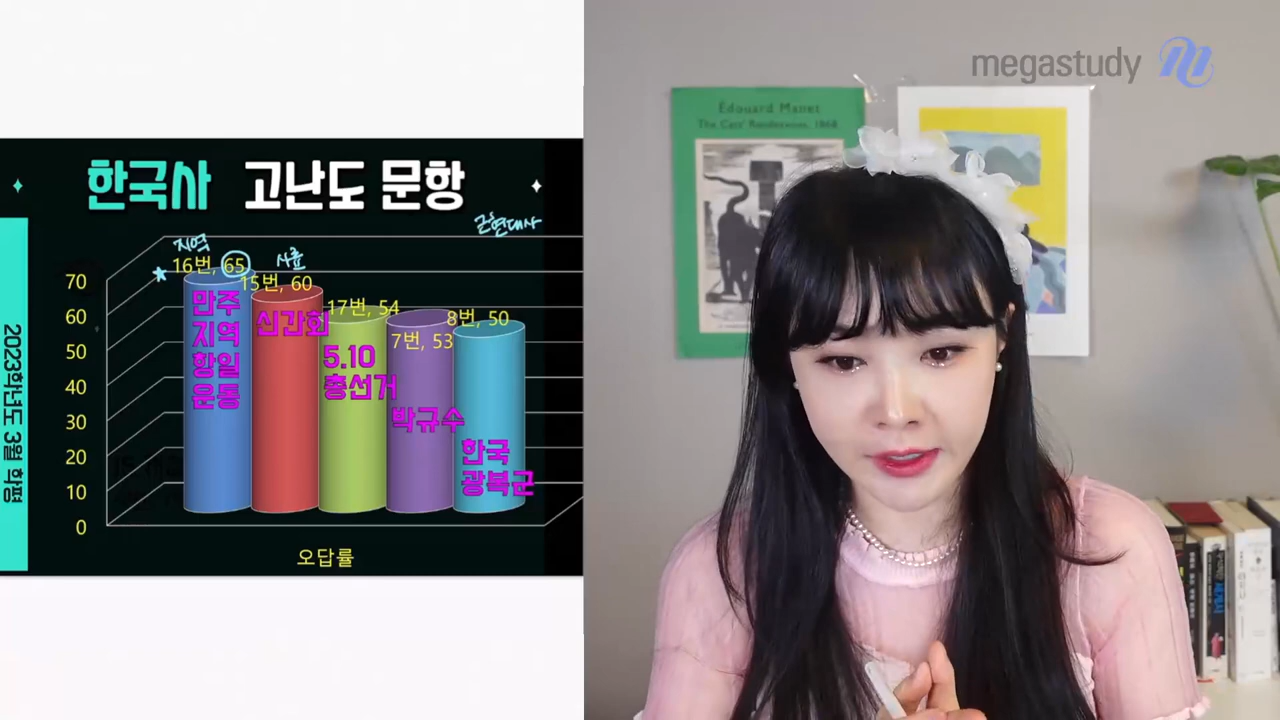 megastudy
Édouard Manet
The Cats' Rendezvous, 1868
한국사 고난도 문항
근현대사
지역
사료
16번, 65
15번, 60
17번, 54
8번, 50
7번, 53
만주
지역
항일
운동
신간회
5.10
총선거
박규수
한국
광복군
70
60
50
40
30
20
10
0
오답률
2023학년도 3월 학평